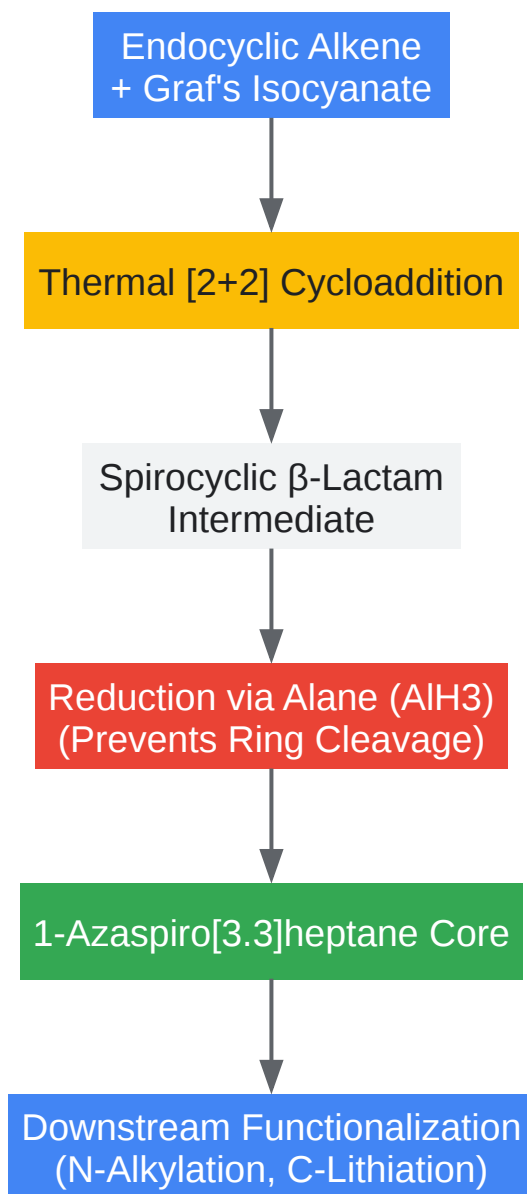 Endocyclic Alkene
+ Graf's Isocyanate
Thermal [2+2] Cycloaddition
Spirocyclic β-Lactam
Intermediate
Reduction via Alane (AlH3)
(Prevents Ring Cleavage)
1-Azaspiro[3.3]heptane Core
Downstream Functionalization
(N-Alkylation, C-Lithiation)